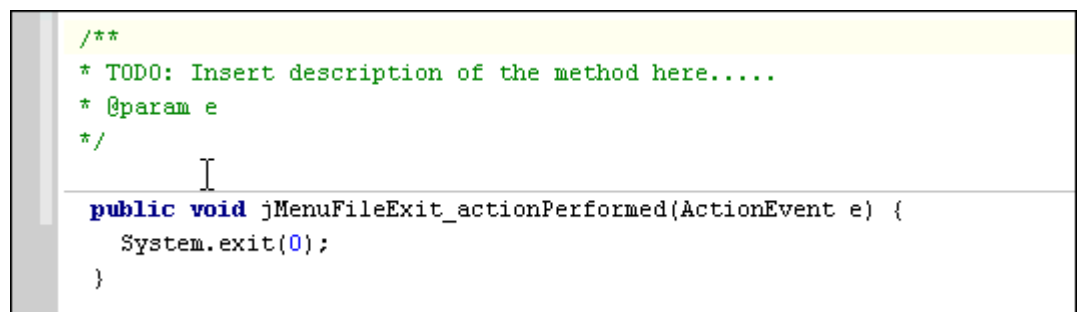 /**
* TODO: Insert description of the method here.....
* @param e
*/
public void jMenuFileExit_actionPerformed(ActionEvent e) {
System.exit(0);
}